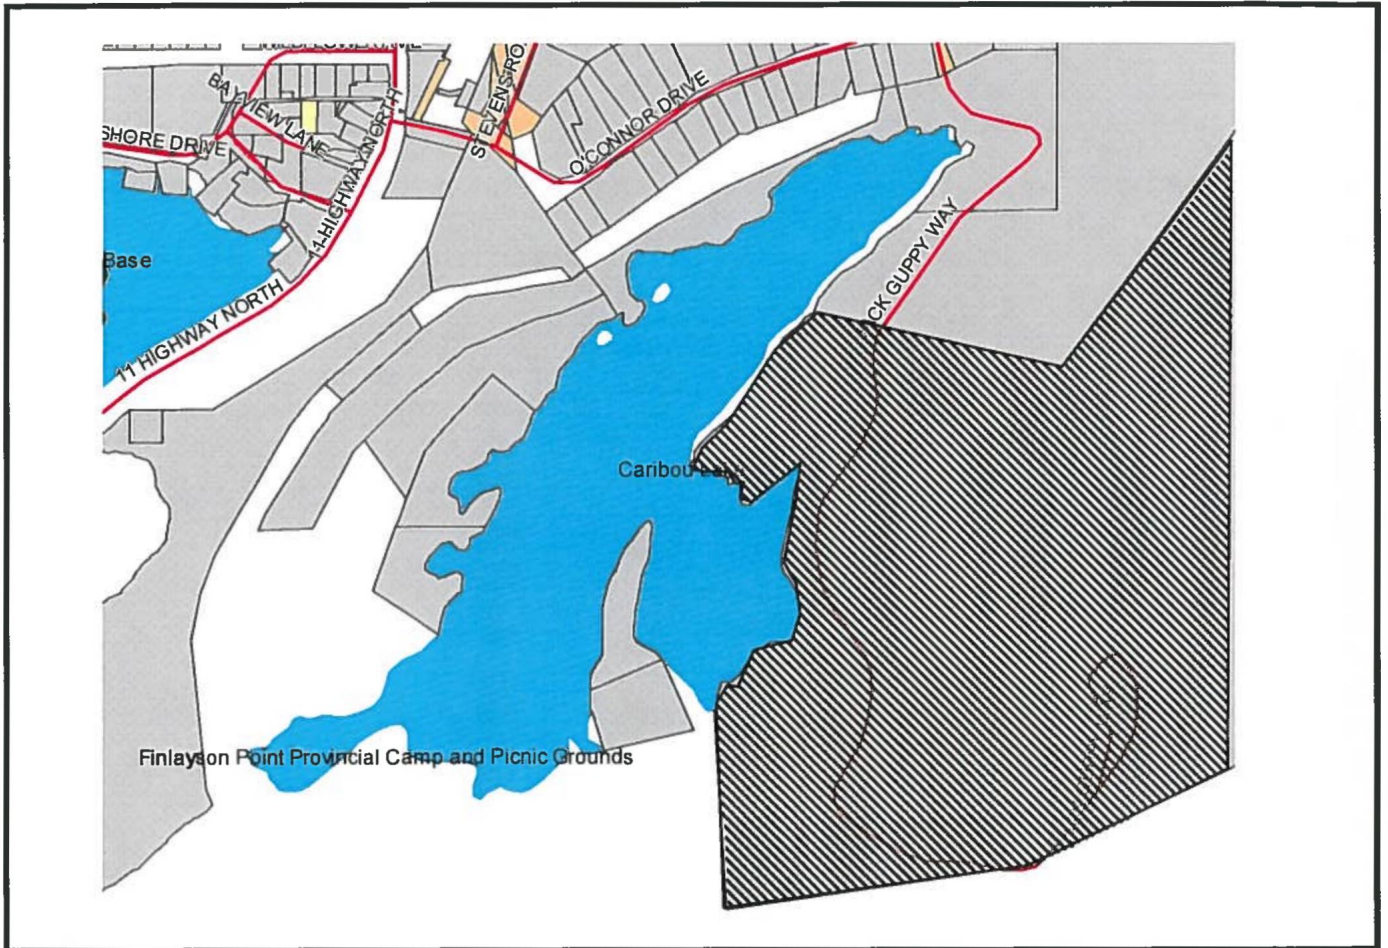 STEVENS RO
BAYVIEW LANE
O'CONNOR DRIVE
SHORE DRIVE
11 HIGHWAY NORTH
CK GUPPY WAY
Base
11 HIGHWAY NORTH
Caribou Lake
Finlayson Point Provincial Camp and Picnic Grounds